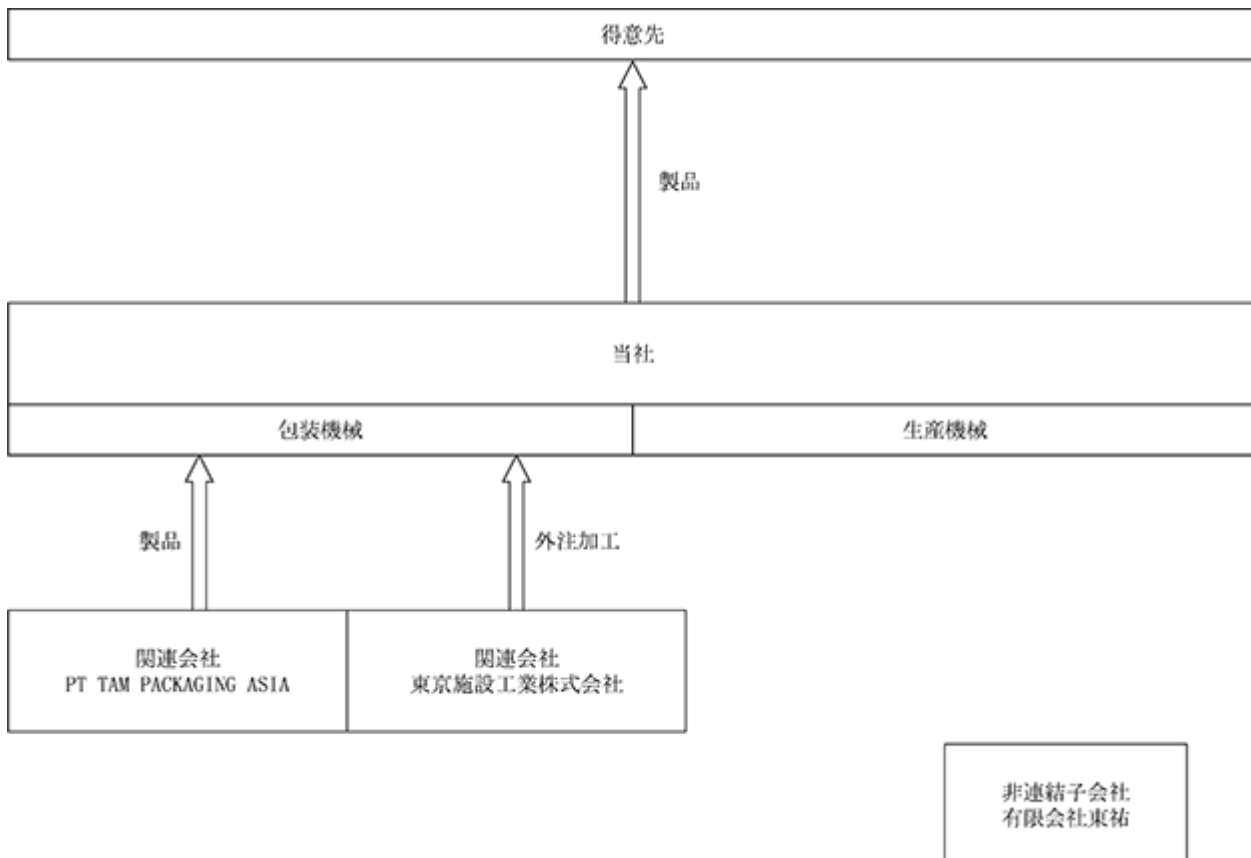 得意先
製品
当社
包装機械
生産機械
製品
外注加工
関連会社
PT TAM PACKAGING ASIA
関連会社
東京施設工業株式会社
非連結子会社
有限会社東祐